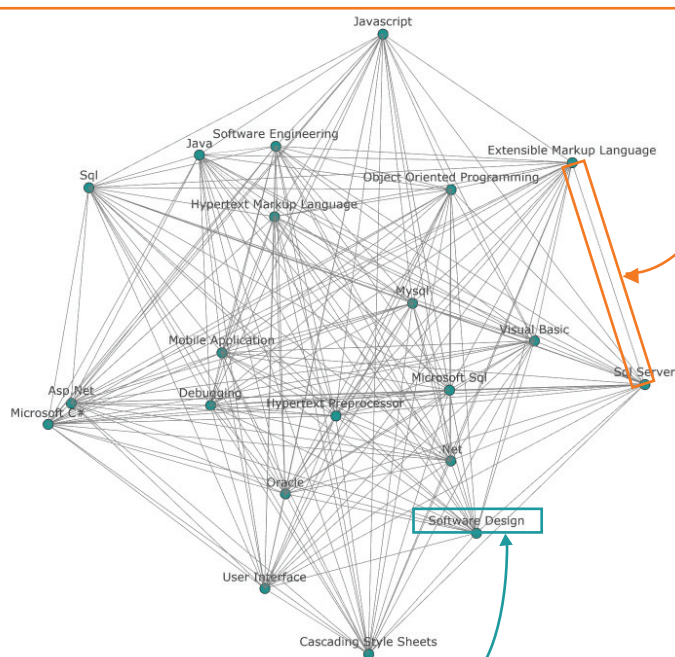 Javascript
Software Engineering
Java
Extensible Markup Language
Sql
Object Oriented Programming
Hypertext Markup Language
Mysql
Visual Basic
Mobile Application
Sql Server
Microsoft Sql
Asp.Net
Debugging
Hypertext Preprocessor
Microsoft C#
Net
Oracle
Software Design
User Interface
Cascading Style Sheets